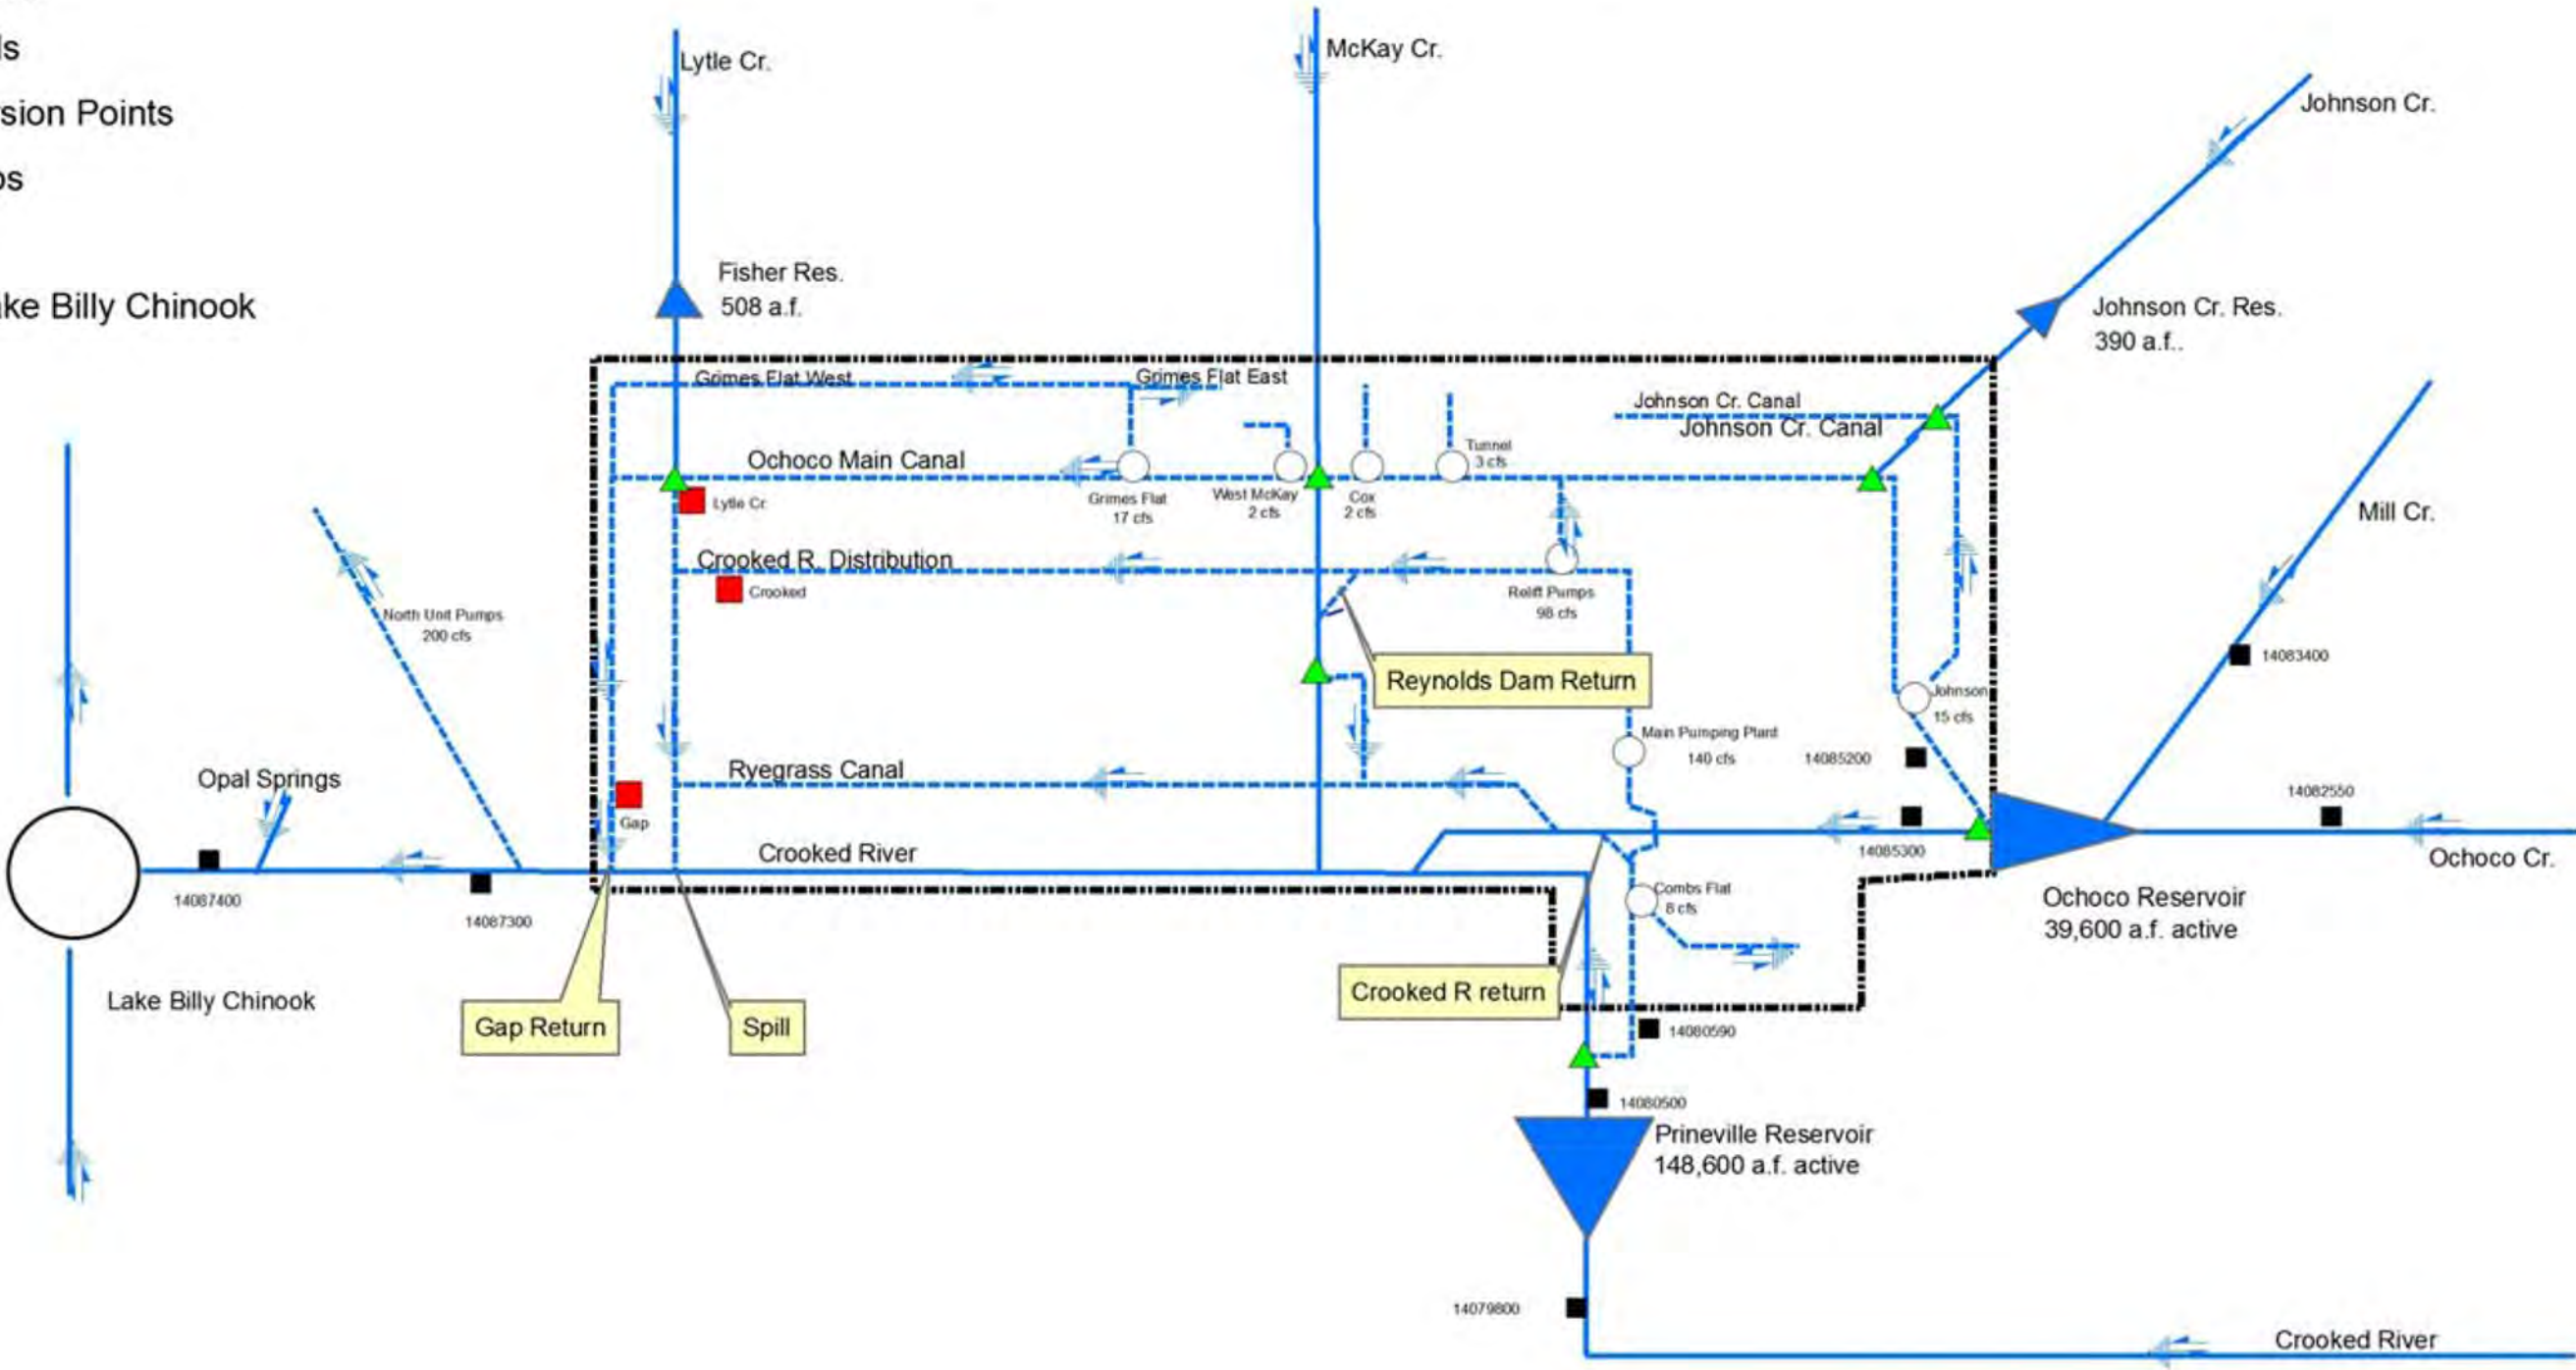 ls
sion Points
os
ke Billy Chinook
Lytle Cr.
McKay Cr.
Johnson Cr.
Fisher Res.
508 a.f.
Johnson Cr. Res.
390 a.f..
Grimes Flat West
Grimes Flat East
Johnson Cr. Canal
Johnson Cr. Canal
Ochoco Main Canal
Tunnel
3 cfs
Grimes Flat
17 cfs
West McKay
2 cfs
Cox
2 cfs
Lytle Cr
Mill Cr.
Crooked R. Distribution
Crooked
Relift Pumps
98 cfs
North Unit Pumps
200 cfs
14083400
Reynolds Dam Return
Johnson
15 cfs
Main Pumping Plant
140 cfs
14085200
Opal Springs
Ryegrass Canal
14082550
Gap
Crooked River
14085300
Ochoco Cr.
14087400
14087300
Combs Flat
8 cfs
Ochoco Reservoir
39,600 a.f. active
Lake Billy Chinook
Gap Return
Spill
Crooked R return
14080590
14080500
Prineville Reservoir
148,600 a.f. active
14079800
Crooked River